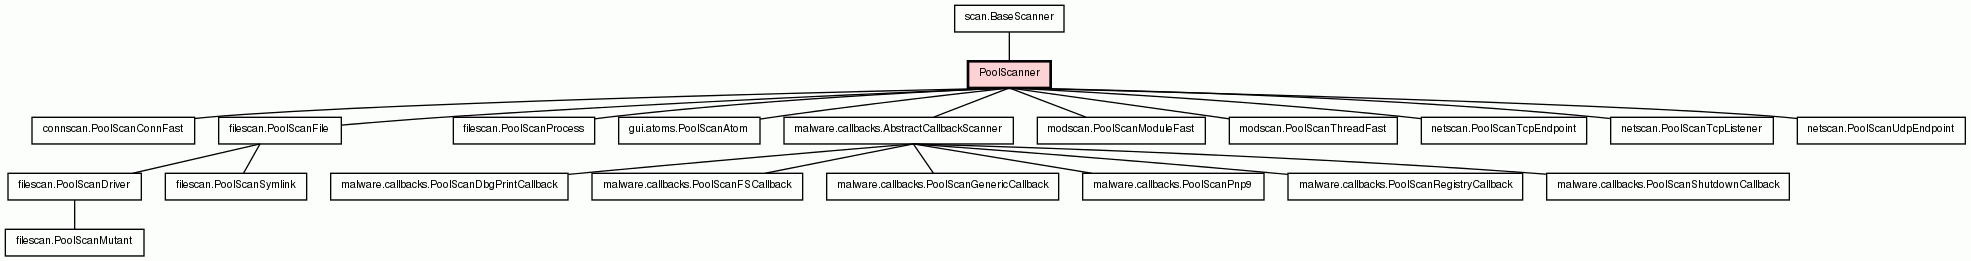 scan.BaseScanner
PoolScanner
connscan.PoolScanConnFast
filescan.PoolScanFile
filescan.PoolScanProcess
gui.atoms.PoolScanAtom
malware.callbacks.AbstractCallbackScanner
modscan.PoolScanModuleFast
modscan.PoolScanThreadFast
netscan.PoolScanTcpEndpoint
netscan.PoolScanTcpListener
netscan.PoolScanUdpEndpoint
filescan.PoolScanDriver
filescan.PoolScanSymlink
malware.callbacks.PoolScanDbgPrintCallback
malware.callbacks.PoolScanFSCallback
malware.callbacks.PoolScanGenericCallback
malware.callbacks.PoolScanPnp9
malware.callbacks.PoolScanRegistryCallback
malware.callbacks.PoolScanShutdownCallback
filescan.PoolScanMutant